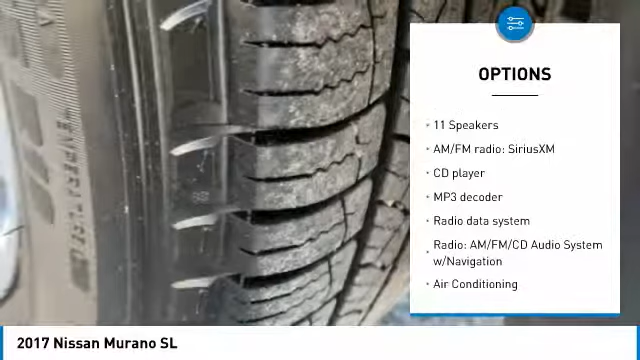 OPTIONS
11 Speakers
AM/FM radio: SiriusXM
CD player
MP3 decoder
Radio data system
Radio: AM/FM/CD Audio System
w/Navigation
Air Conditioning
2017 Nissan Murano SL